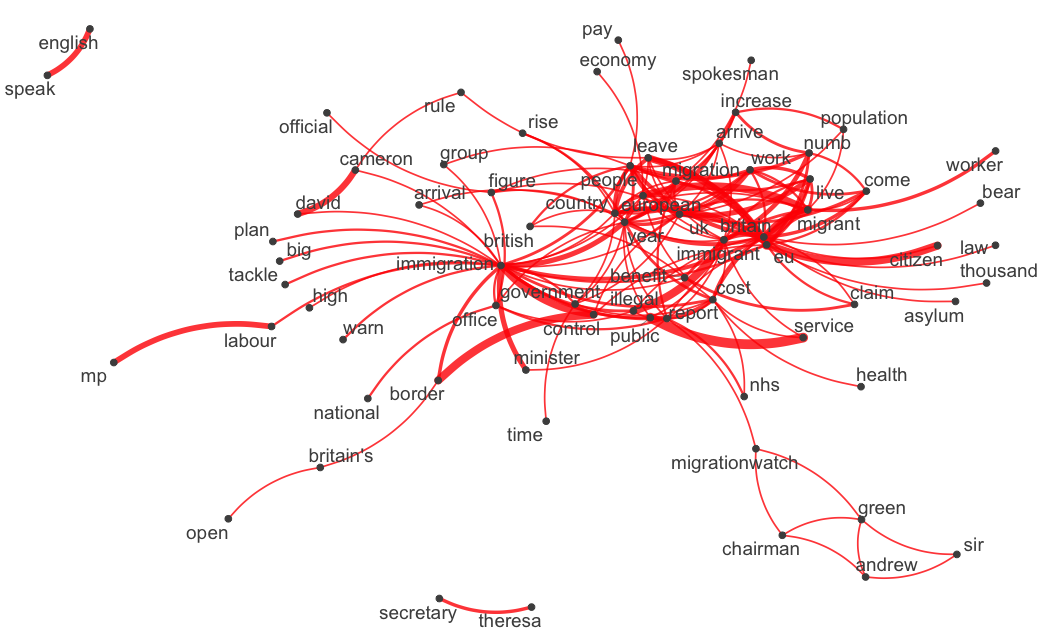 pay
english
economy
spokesman
speak
increase
rule
population
official
rise
arrive
numb
leave
group
cameron
work
worker
migration
people
figure
come
bear
arrival
live
david
country
european
migrant
plan
uk
britain
british
year
big
law
immigrant
eu
citizen
immigration
tackle
benefit
thousand
cost
high
government
illegal
claim
asylum
office
control
report
service
warn
public
labour
minister
mp
health
nhs
border
national
time
britain's
migrationwatch
green
open
sir
chairman
andrew
secretary
theresa